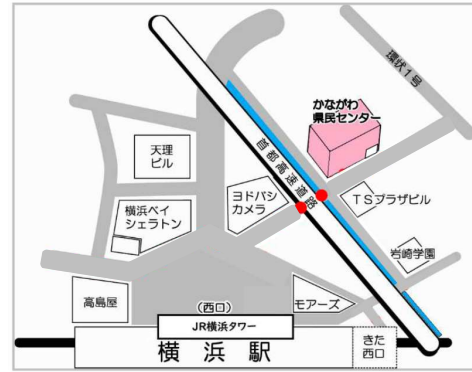 環状1号
かながわ
県民センター
天理
ビル
首都高速道路
ヨドバシ
カメラ
TSプラザビル
横浜ベイ
シェラトン
岩崎学園
高島屋
(西口)
モアーズ
JR横浜タワー
横浜駅
きた
西口